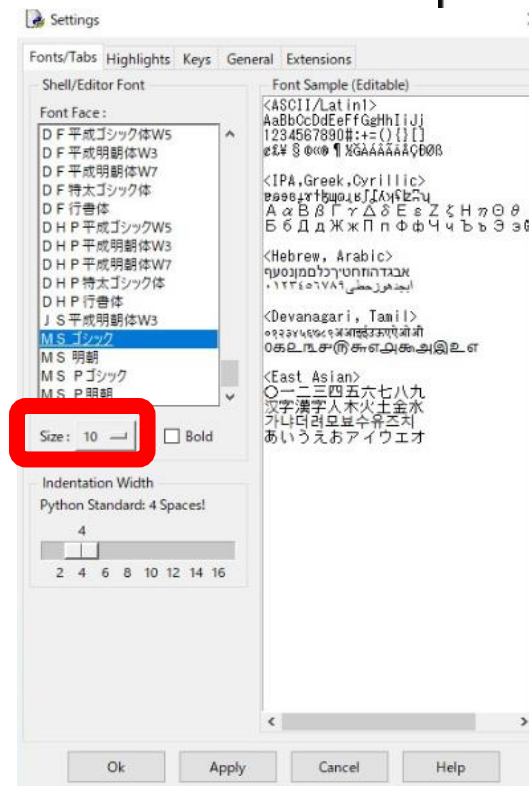 Settings
Fonts/Tabs Highlights Keys General Extensions
Shell/Editor Font
Font Face :
ＤＦ平成ゴシック体W5
ＤＦ平成明朝体W3
ＤＦ平成明朝体W7
ＤＦ特太ゴシック体
ＤＦ行書体
ＤＨＰ平成ゴシックW5
ＤＨＰ平成明朝体W3
ＤＨＰ平成明朝体W7
ＤＨＰ特太ゴシック体
ＤＨＰ行書体
ＪＳ平成明朝体W3
ＭＳ ゴシック
ＭＳ 明朝
ＭＳ Ｐゴシック
ＭＳ Ｐ明朝
Size : 10
Bold
Indentation Width
Python Standard: 4 Spaces!
4
2 4 6 8 10 12 14 16
Font Sample (Editable)
<ASCII/Latin1>
AaBbCcDdEeFfGgHhIiJj
1234567890#:+=(){}[]
<IPA,Greek,Cyrillic>
ΑαΒβΓγΔδΕεΖζΗηΘθ
БбДдЖжПпФфЧчЪъЭэ
<Hebrew, Arabic>
אבגדהוזחטיךכלםמןנסעף
<Devanagari, Tamil>
<East Asian>
〇一二三四五六七八九
汉字漢字人木火土金水
가냐더려모뵤수유즈치
あいうえおアイウエオ
Ok Apply Cancel Help